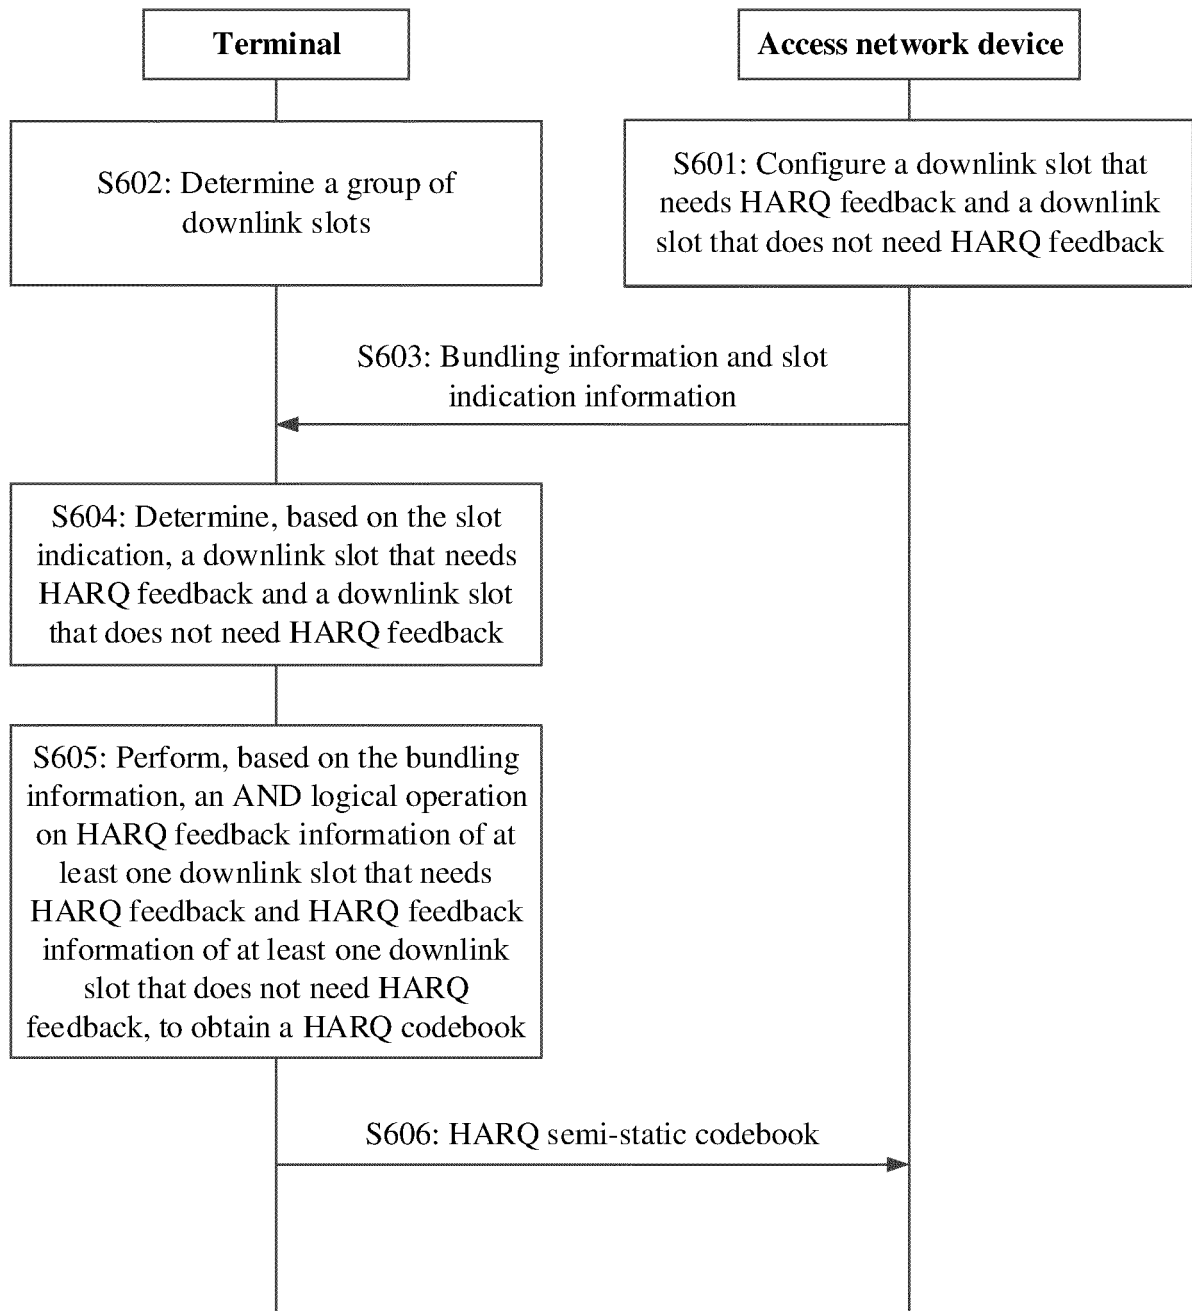 Terminal
Access network device
S602: Determine a group of
downlink slots
S601: Configure a downlink slot that
needs HARQ feedback and a downlink
slot that does not need HARQ feedback
S603: Bundling information and slot
indication information
S604: Determine, based on the slot
indication, a downlink slot that needs
HARQ feedback and a downlink slot
that does not need HARQ feedback
S605: Perform, based on the bundling
information, an AND logical operation
on HARQ feedback information of at
least one downlink slot that needs
HARQ feedback and HARQ feedback
information of at least one downlink
slot that does not need HARQ
feedback, to obtain a HARQ codebook
S606: HARQ semi-static codebook